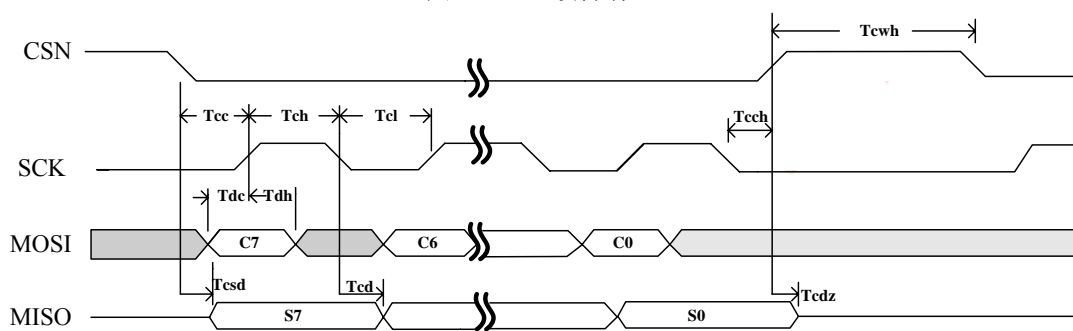 CSN
Tcwh
Tcc
Tch
Tcl
Tcch
SCK
Tdc
Tdh
MOSI
C7
C6
C0
Tcsd
Tcd
Tcdz
MISO
S7
S0